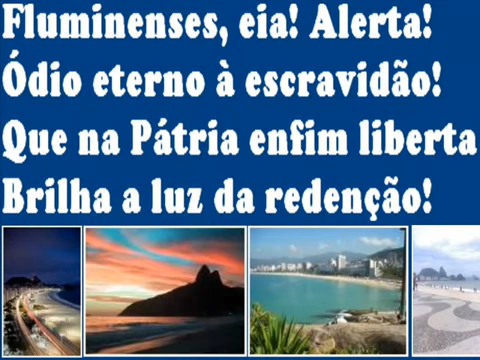 Fluminenses, eia! Alerta!
Ódio eterno à escravidão!
Que na Pátria enfim liberta
Brilha a luz da redenção!